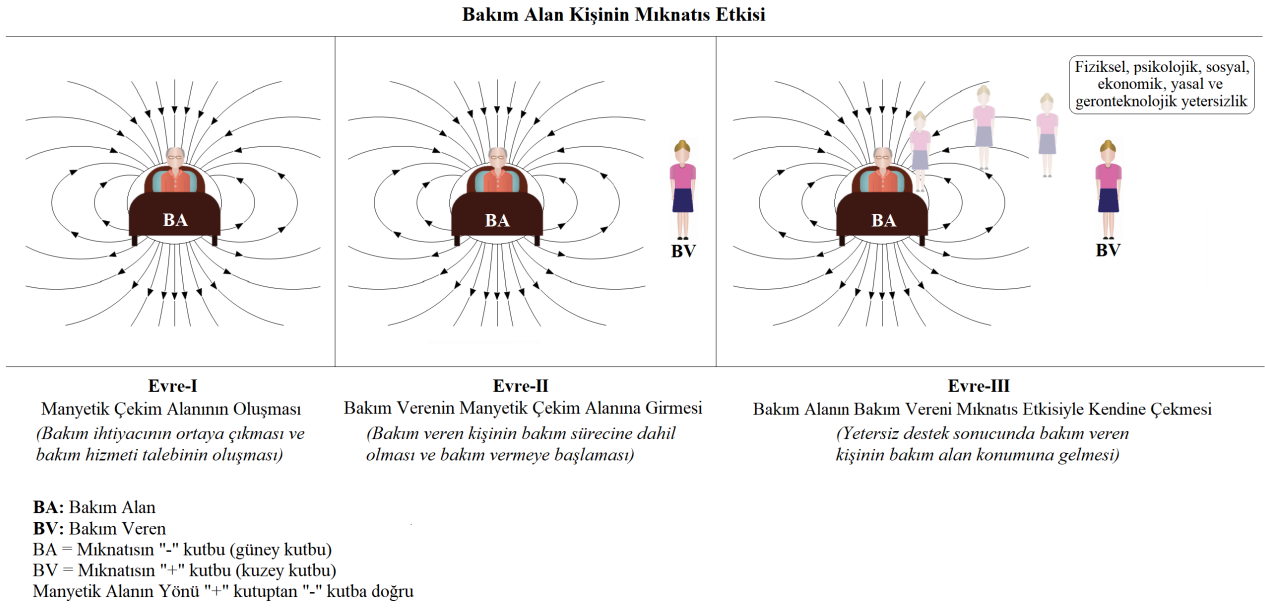 Bakım Alan Kişinin Mıknatıs Etkisi
BA
BA
BV
Fiziksel, psikolojik, sosyal,
ekonomik, yasal ve
geronteknolojik yetersizlik
BA
BV
Evre-I
Manyetik Çekim Alanının Oluşması
(Bakım ihtiyacının ortaya çıkması ve
bakım hizmeti talebinin oluşması)
Evre-II
Bakım Verenin Manyetik Çekim Alanına Girmesi
(Bakım veren kişinin bakım sürecine dahil
olması ve bakım vermeye başlaması)
Evre-III
Bakım Alanın Bakım Vereni Mıknatıs Etkisiyle Kendine Çekmesi
(Yetersiz destek sonucunda bakım veren
kişinin bakım alan konumuna gelmesi)
BA: Bakım Alan
BV: Bakım Veren
BA = Mıknatısın "-" kutbu (güney kutbu)
BV = Mıknatısın "+" kutbu (kuzey kutbu)
Manyetik Alanın Yönü "+" kutuptan "-" kutba doğru